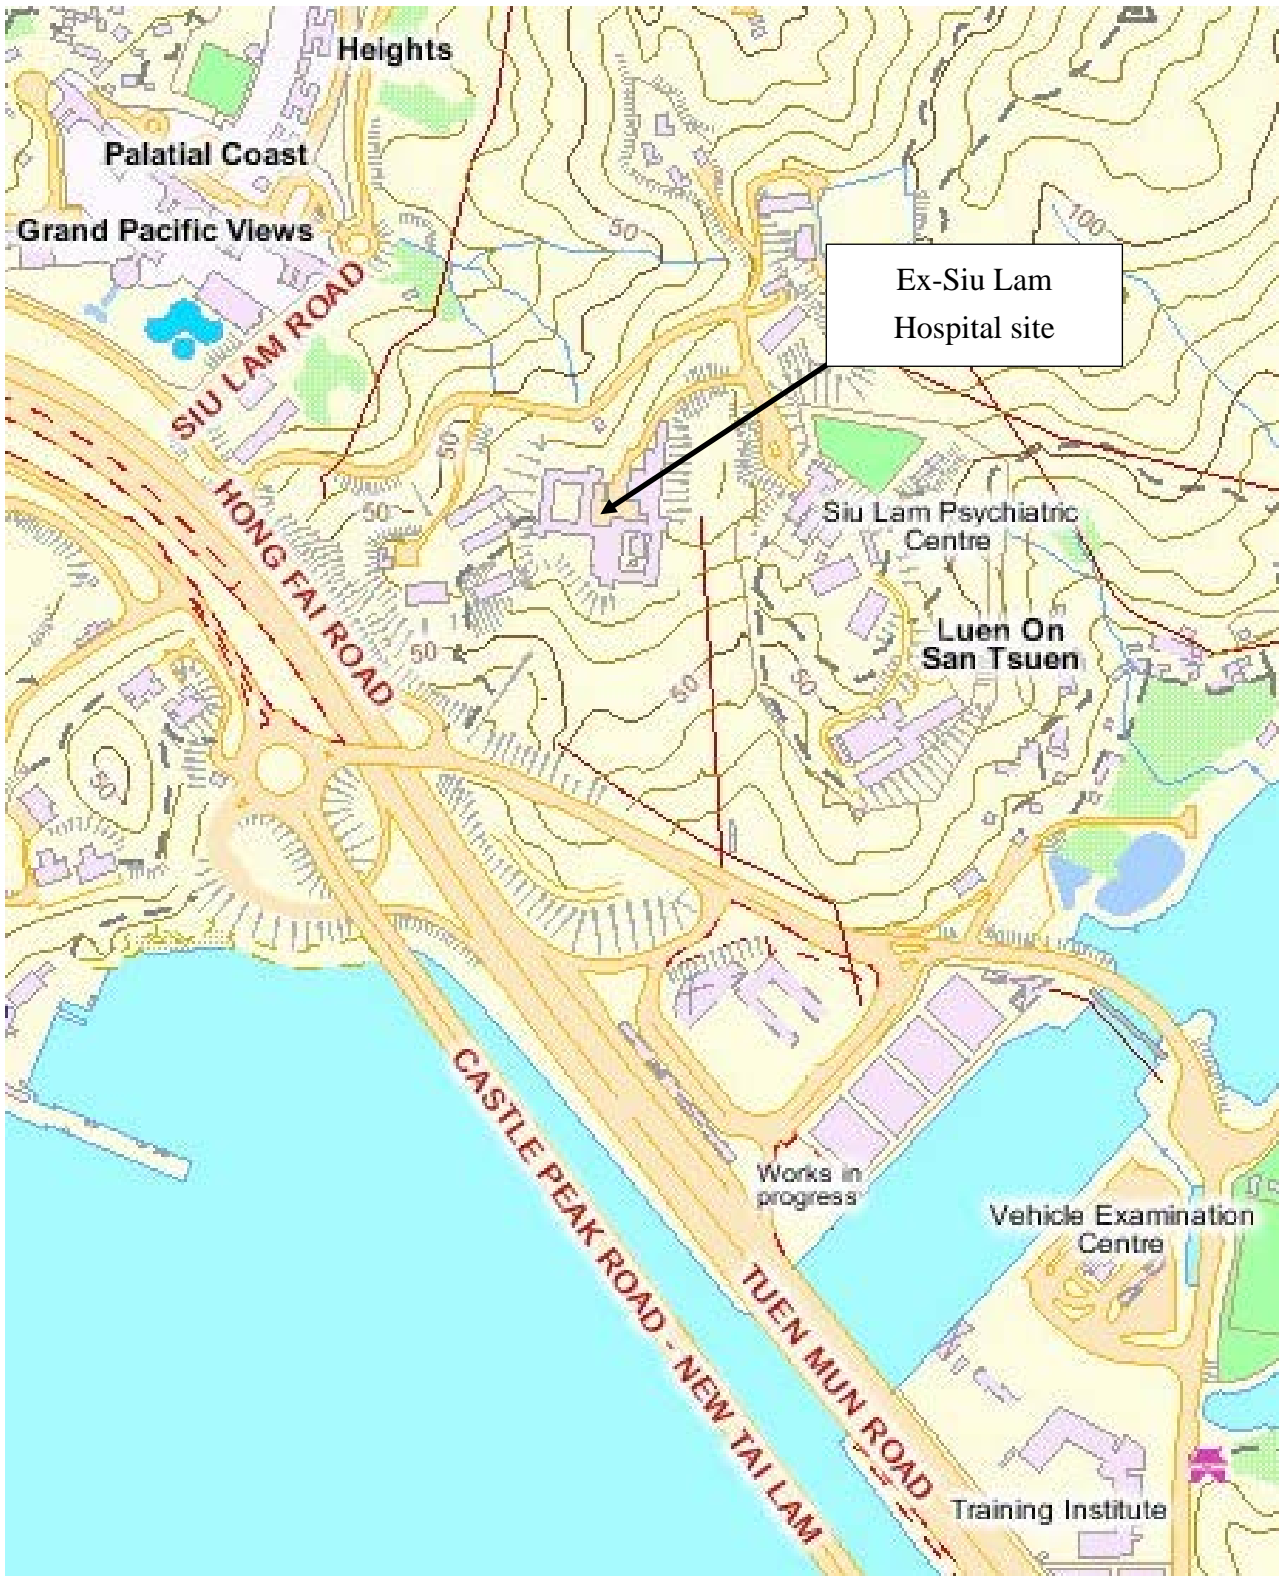 Heights
Palatial Coast
Grand Pacific Views
50
100
Ex-Siu Lam
Hospital site
SIU LAM ROAD
50
50
HONG FAI ROAD
Siu Lam Psychiatric
Centre
Luen On
San Tsuen
50
50
50
50
CASTLE PEAK ROAD - NEW TAI LAM
Works in
progress
Vehicle Examination
Centre
TUEN MUN ROAD
Training Institute